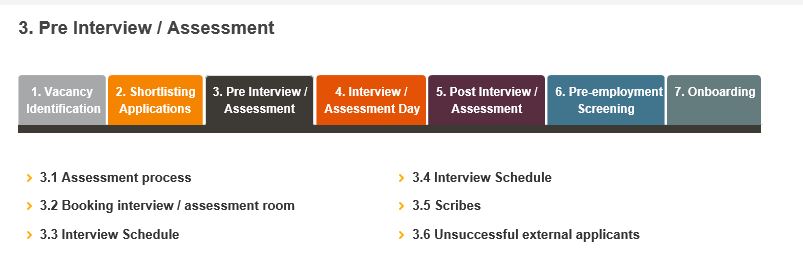 3. Pre Interview / Assessment
1. Vacancy
Identification
2. Shortlisting
Applications
3. Pre Interview /
Assessment
4. Interview /
Assessment Day
5. Post Interview /
Assessment
6. Pre-employment
Screening
7. Onboarding
3.1 Assessment process
3.2 Booking interview / assessment room
3.3 Interview Schedule
3.4 Interview Schedule
3.5 Scribes
3.6 Unsuccessful external applicants